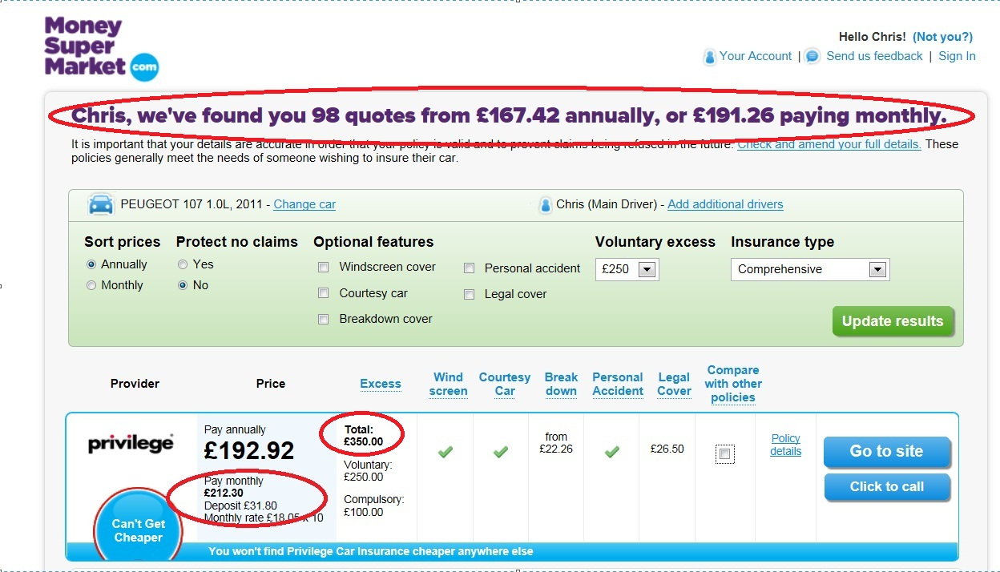 Money
Super
Market com
Hello Chris! (Not you?)
Your Account | Send us feedback | Sign In
Chris, we've found you 98 quotes from £167.42 annually, or £191.26 paying monthly.
It is important that your details are accurate in order that your policy is valid and to prevent claims being refused in the future. Check and amend your full details. These
policies generally meet the needs of someone wishing to insure their car.
PEUGEOT 107 1.0L, 2011 - Change car
Chris (Main Driver) - Add additional drivers
Sort prices
Annually
Monthly
Protect no claims
Yes
No
Optional features
Windscreen cover
Courtesy car
Breakdown cover
Personal accident
Legal cover
Voluntary excess
£250
Insurance type
Comprehensive
Update results
Provider
Price
Excess
Wind
screen
Courtesy
Car
Break
down
Personal
Accident
Legal
Cover
Compare
with other
policies
privilege
Can't Get
Cheaper
Pay annually
£192.92
Pay monthly
£212.30
Deposit £31.80
Monthly rate £18.05 x 10
Total:
£350.00
Voluntary:
£250.00
Compulsory:
£100.00
from
£22.26
£26.50
Policy
details
Go to site
Click to call
You won't find Privilege Car Insurance cheaper anywhere else